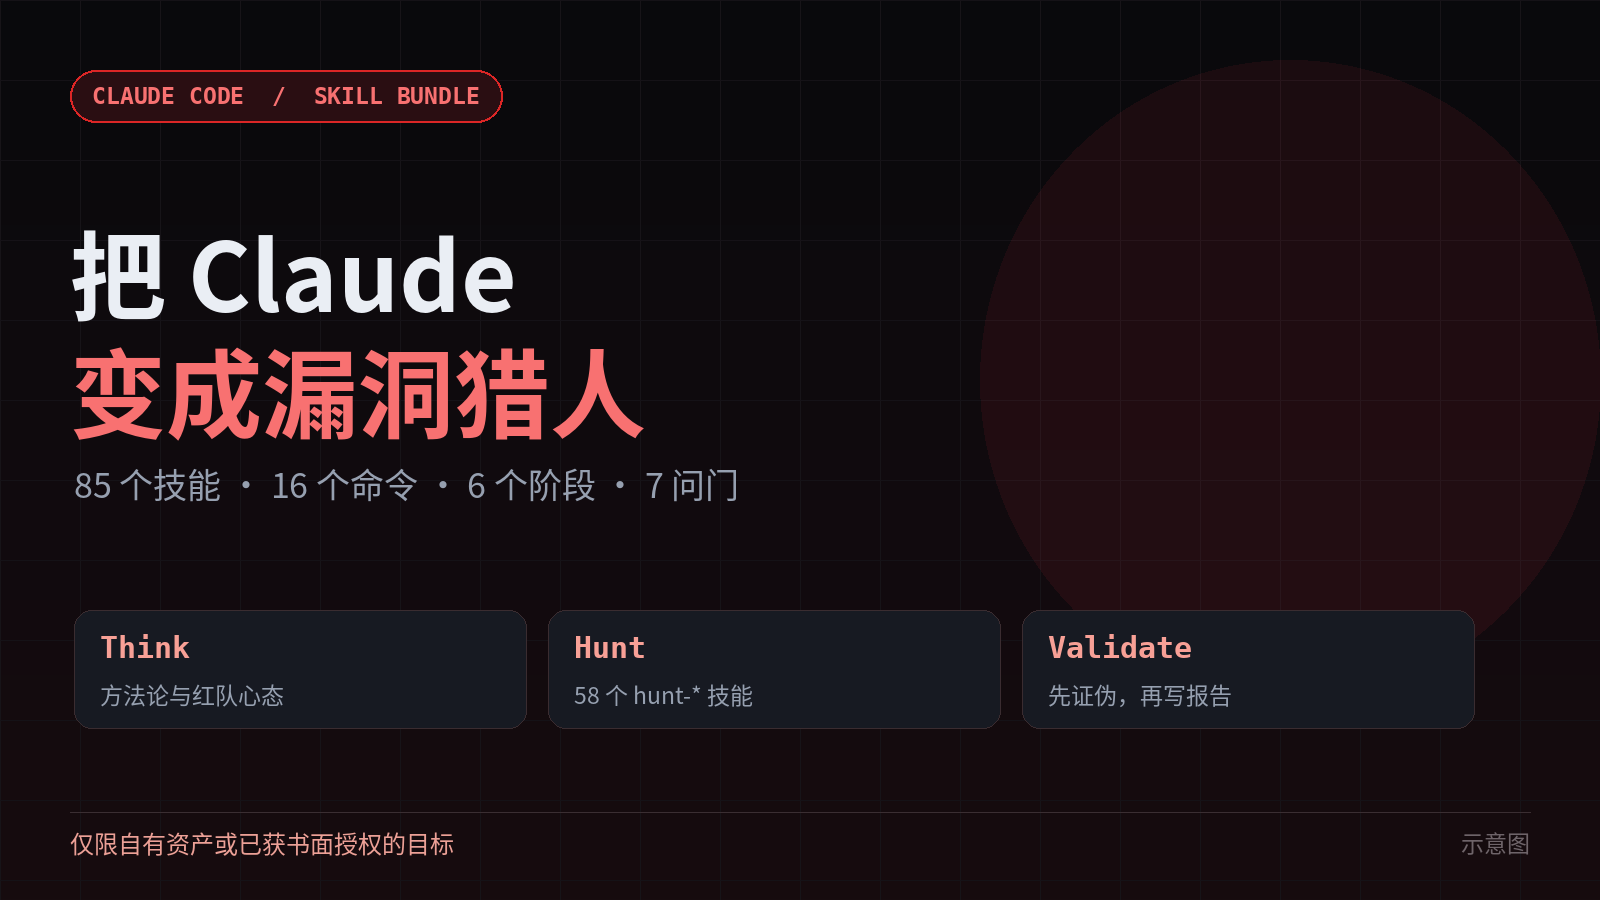 CLAUDE CODE / SKILL BUNDLE
把 Claude
变成漏洞猎人
85 个技能 · 16 个命令 · 6 个阶段 · 7 问门
Think
方法论与红队心态
Hunt
58 个 hunt-* 技能
Validate
先证伪，再写报告
仅限自有资产或已获书面授权的目标
示意图